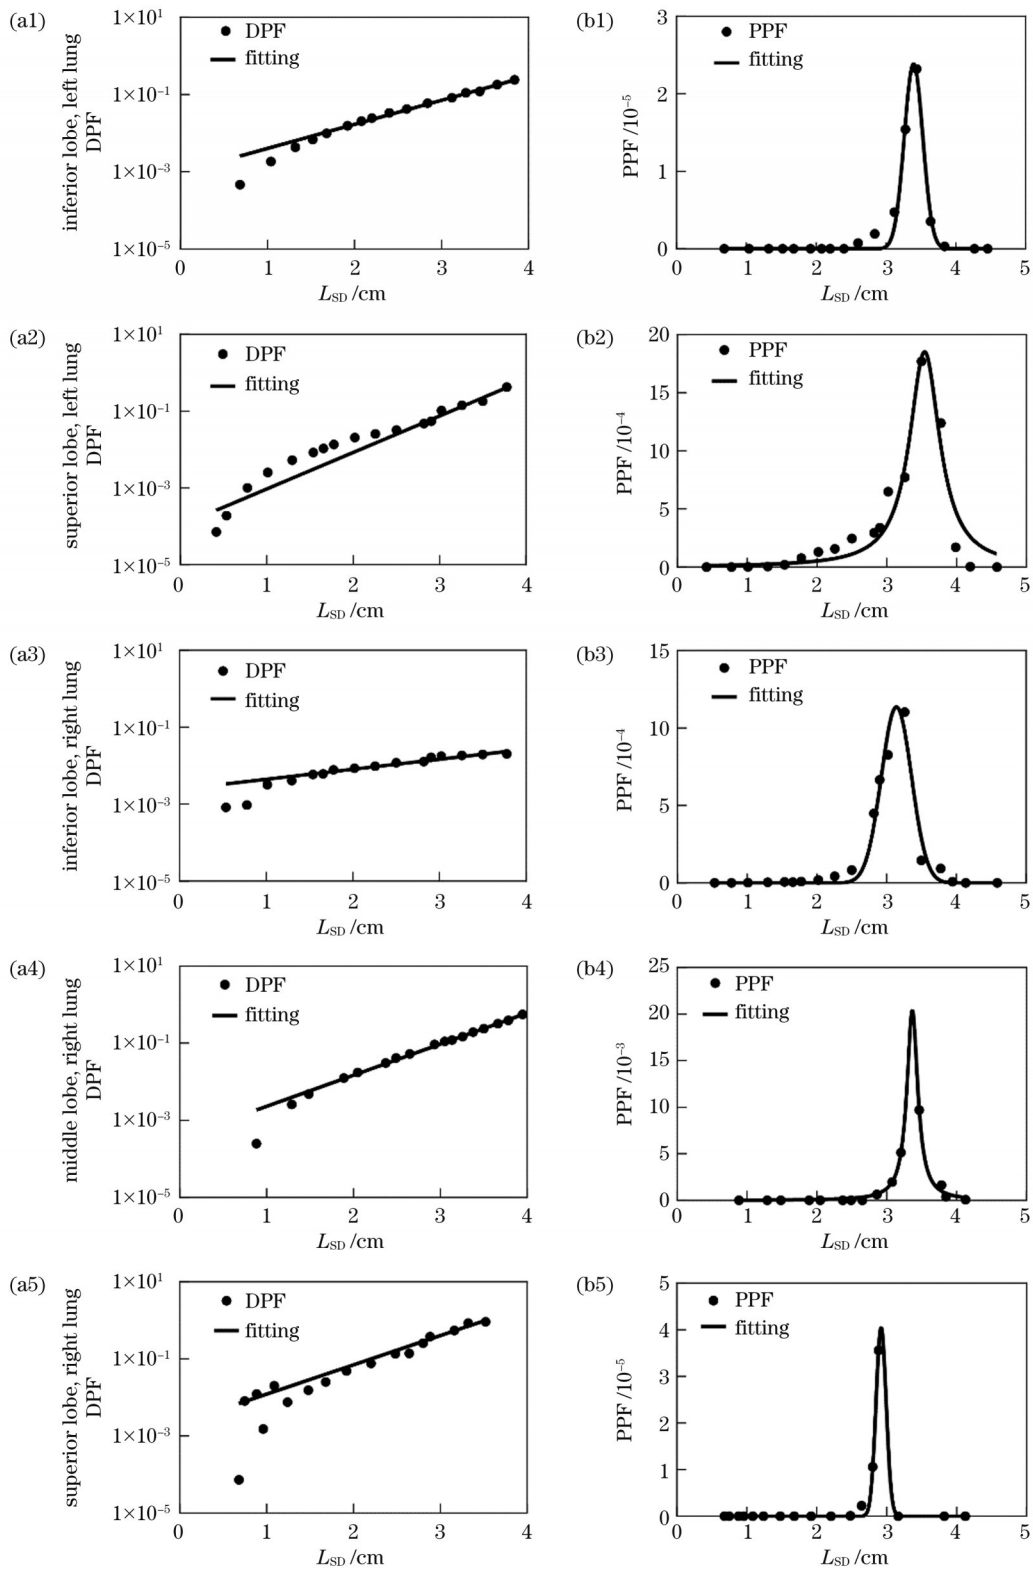 (a1)
inferior lobe, left lung
DPF
1×10¹
1×10⁻¹
1×10⁻³
1×10⁻⁵
DPF
fitting
0 1 2 3 4
L_SD /cm
(b1)
PPF /10⁻⁵
3
2
1
0
PPF
fitting
0 1 2 3 4 5
L_SD /cm
(a2)
superior lobe, left lung
DPF
1×10¹
1×10⁻¹
1×10⁻³
1×10⁻⁵
DPF
fitting
0 1 2 3 4
L_SD /cm
(b2)
PPF /10⁻⁴
20
15
10
5
0
PPF
fitting
0 1 2 3 4 5
L_SD /cm
(a3)
inferior lobe, right lung
DPF
1×10¹
1×10⁻¹
1×10⁻³
1×10⁻⁵
DPF
fitting
0 1 2 3 4
L_SD /cm
(b3)
PPF /10⁻⁴
15
10
5
0
PPF
fitting
0 1 2 3 4 5
L_SD /cm
(a4)
middle lobe, right lung
DPF
1×10¹
1×10⁻¹
1×10⁻³
1×10⁻⁵
DPF
fitting
0 1 2 3 4
L_SD /cm
(b4)
PPF /10⁻³
25
20
15
10
5
0
PPF
fitting
0 1 2 3 4 5
L_SD /cm
(a5)
superior lobe, right lung
DPF
1×10¹
1×10⁻¹
1×10⁻³
1×10⁻⁵
DPF
fitting
0 1 2 3 4
L_SD /cm
(b5)
PPF /10⁻⁵
5
4
3
2
1
0
PPF
fitting
0 1 2 3 4 5
L_SD /cm